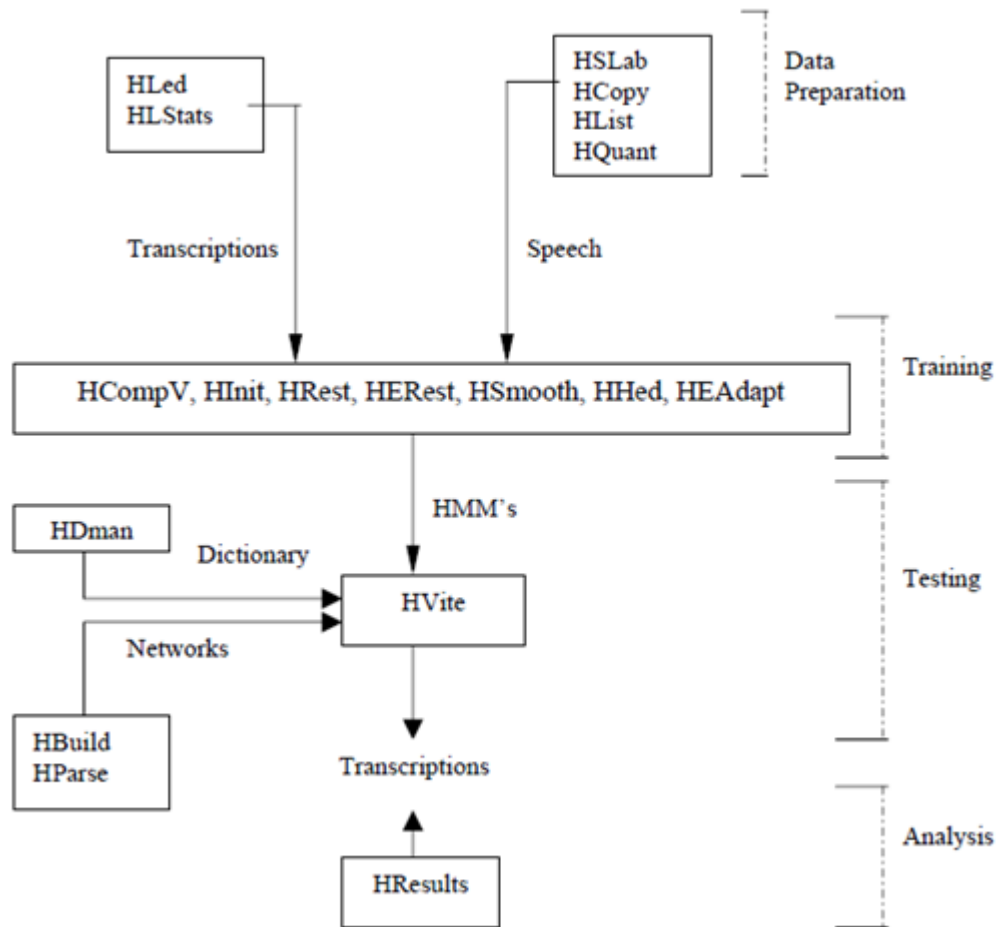 HLed
HLStats
HSLab
HCopy
HList
HQuant
Data
Preparation
Transcriptions
Speech
HCompV, HInit, HRest, HERest, HSmooth, HHed, HEAdapt
Training
HMM's
HDman
Dictionary
HVite
Testing
Networks
HBuild
HParse
Transcriptions
Analysis
HResults